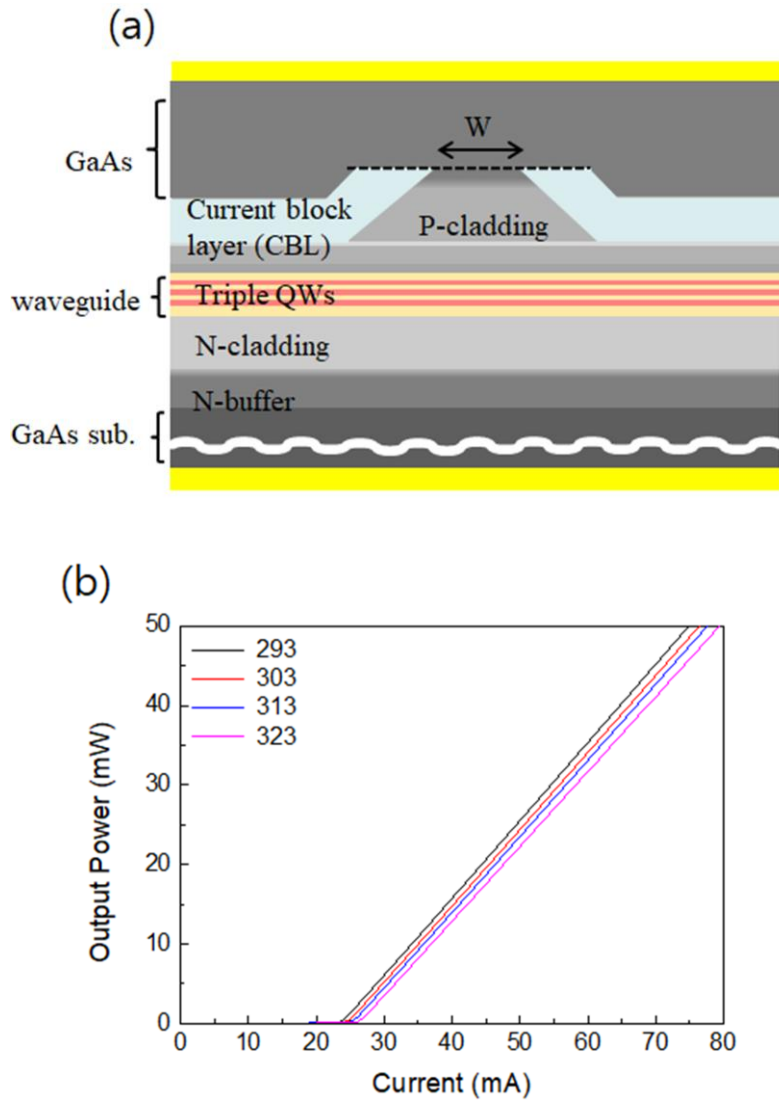 (a)
W
GaAs
Current block
layer (CBL)
P-cladding
waveguide
Triple QWs
N-cladding
N-buffer
GaAs sub.
(b)
50
40
30
20
10
0
293
303
313
323
Output Power (mW)
0 10 20 30 40 50 60 70 80
Current (mA)